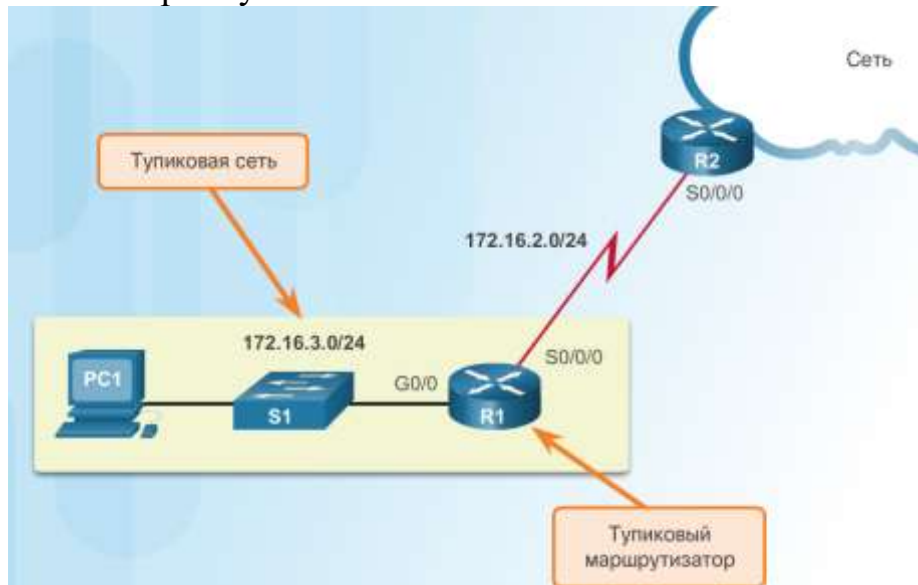 Сеть
Тупиковая сеть
R2
S0/0/0
172.16.2.0/24
172.16.3.0/24
S0/0/0
PC1
G0/0
S1
R1
Тупиковый
маршрутизатор